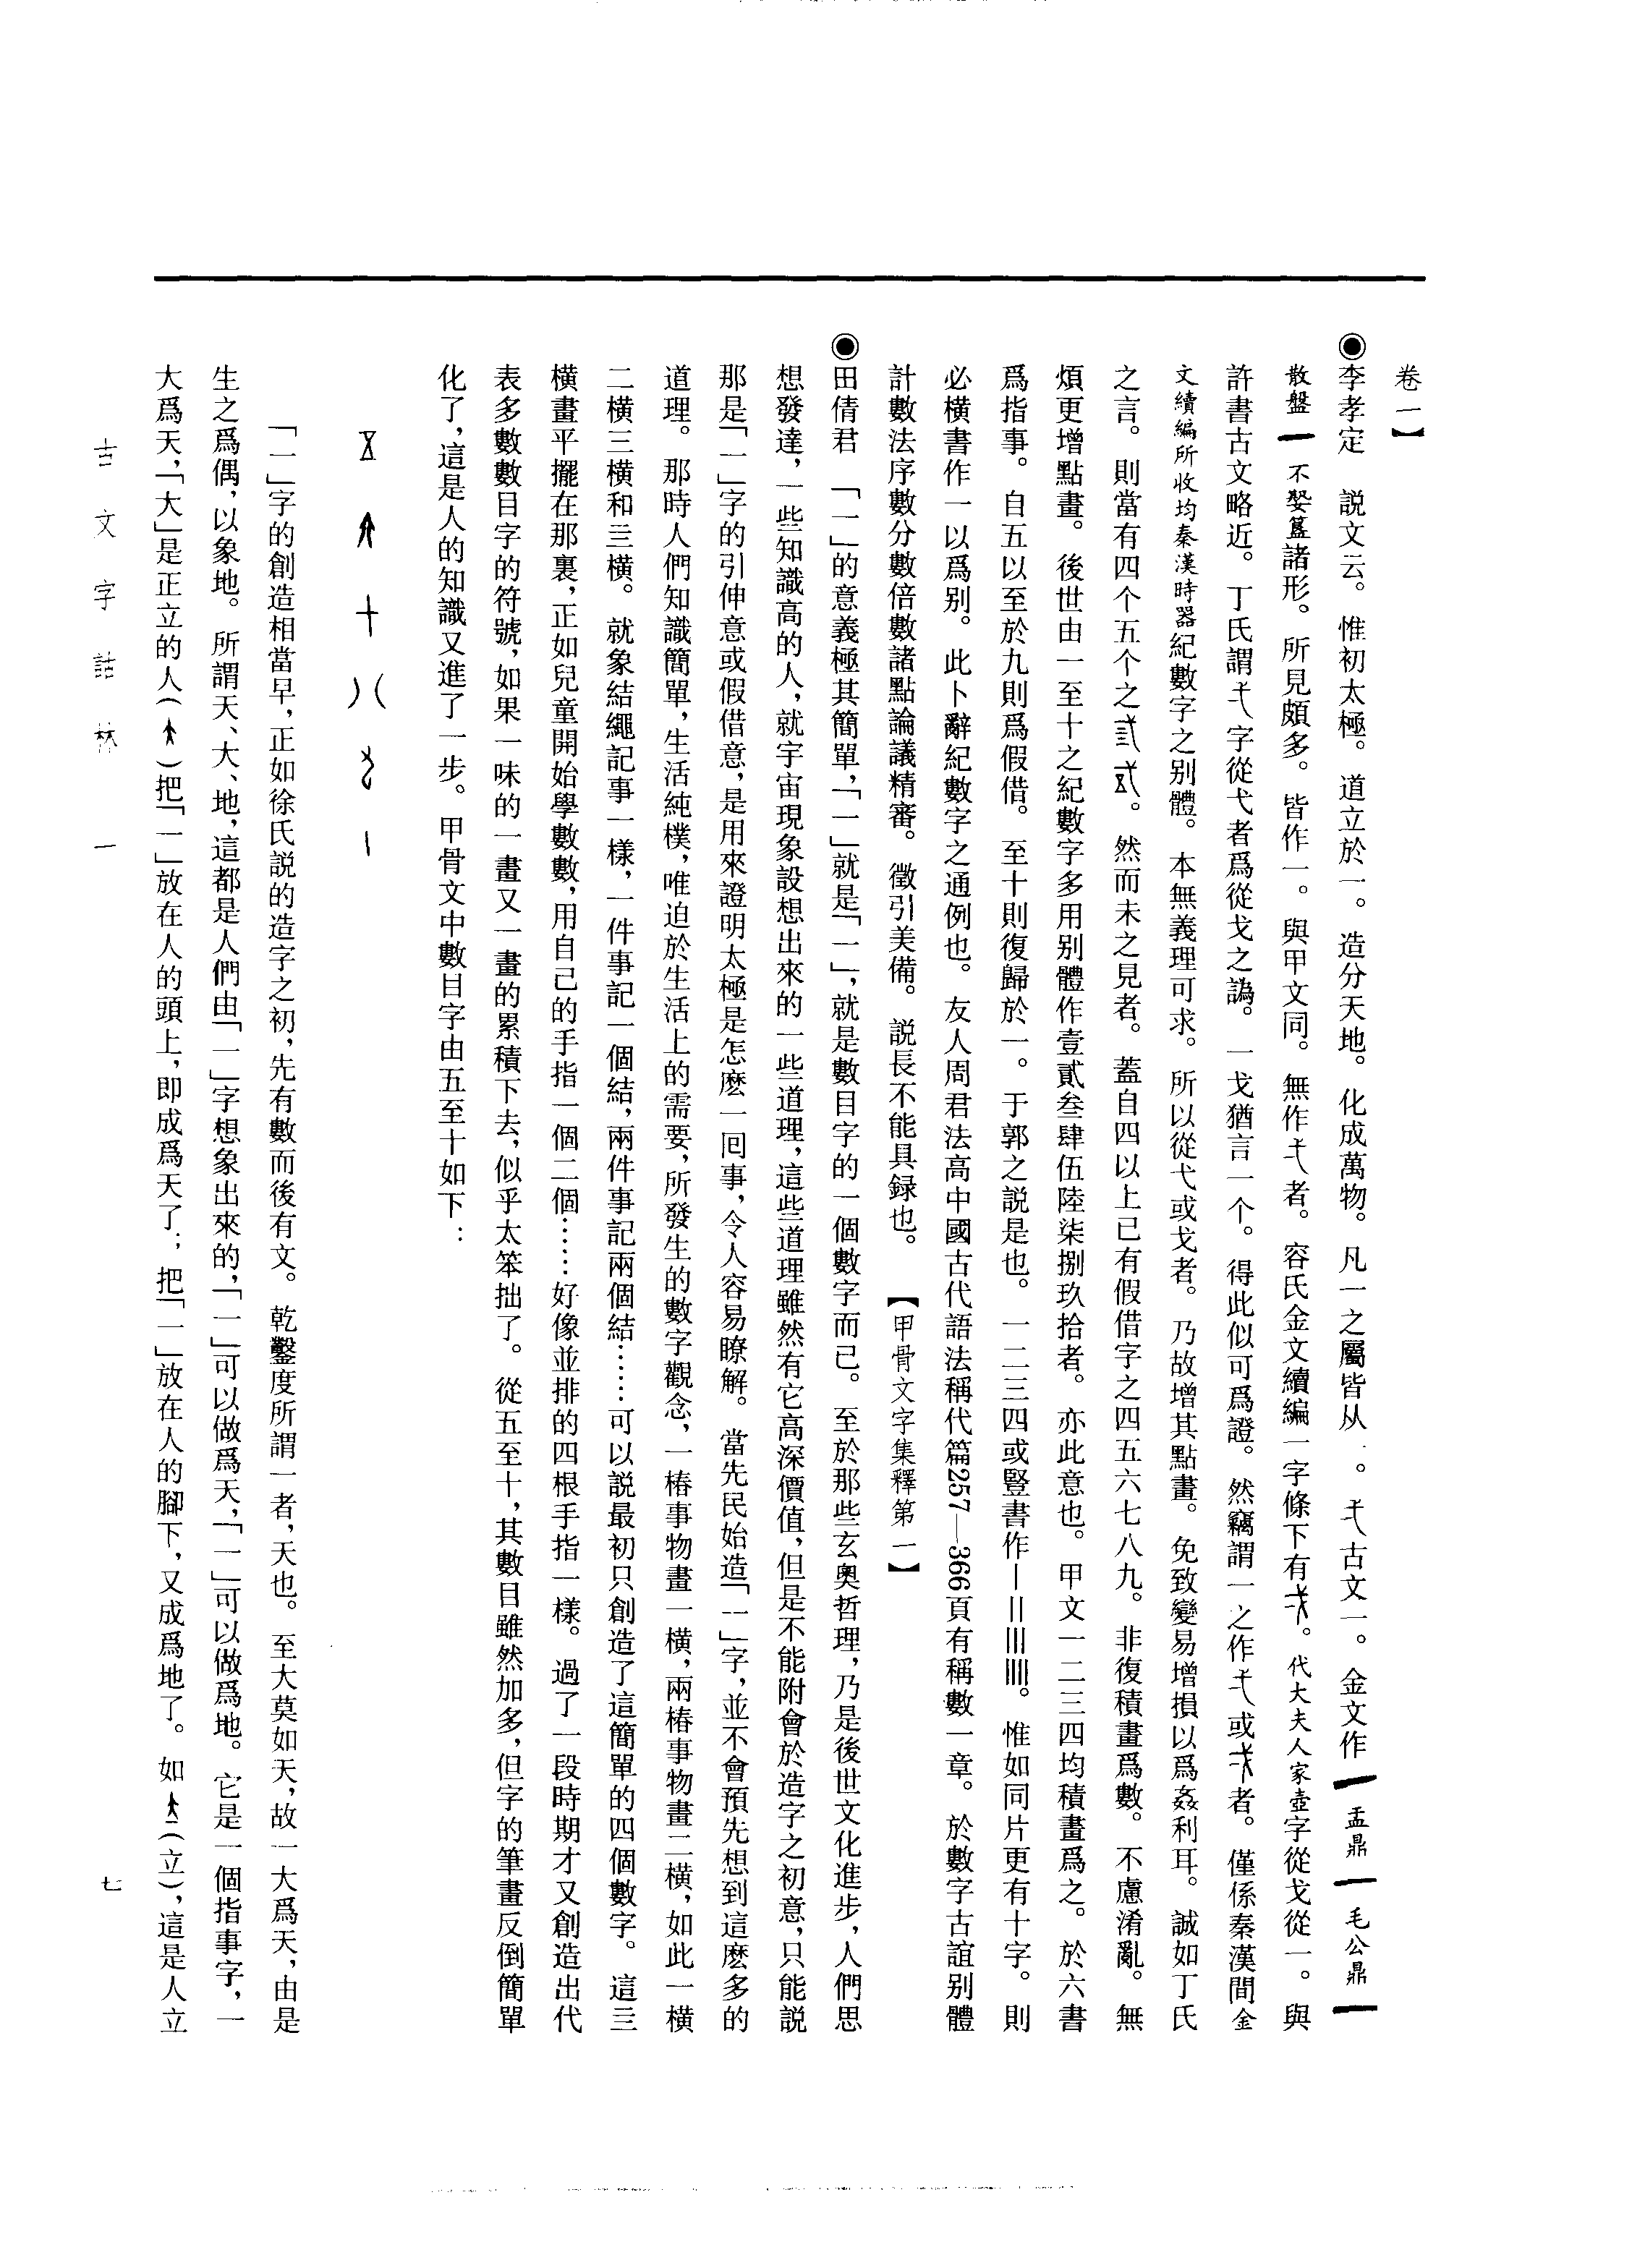 卷一】
◉李孝定　説文云。惟初太極。道立於一。造分天地。化成萬物。凡一之屬皆从一。弌古文一。金文作　盂鼎　毛公鼎
散盤　不𡢁簋諸形。所見頗多。皆作一。與甲文同。無作弌者。容氏金文續編一字條下有　。代大夫人家壺字從戈從一。與
許書古文略近。丁氏謂弌字從弋者爲從戈之譌。一戈猶言一个。得此似可爲證。然竊謂一之作弌或　者。僅係秦漢間金
文續編所收均秦漢時器紀數字之別體。本無義理可求。所以從弋或戈者。乃故增其點畫。免致變易增損以爲姦利耳。誠如丁氏
之言。則當有四个五个之　　。然而未之見者。蓋自四以上已有假借字之四五六七八九。非復積畫爲數。不慮淆亂。無
煩更增點畫。後世由一至十之紀數字多用別體作壹貳叁肆伍陸柒捌玖拾者。亦此意也。甲文一二三亖均積畫爲之。於六書
爲指事。自五以至於九則爲假借。至十則復歸於一。于郭之説是也。一二三亖或豎書作〡〢〣||||。惟如同片更有十字。則
必橫書作一以爲別。此卜辭紀數字之通例也。友人周君法高中國古代語法稱代篇257—366頁有稱數一章。於數字古誼別體
計數法序數分數倍數諸點論議精審。徵引美備。説長不能具録也。　【甲骨文字集釋第一】
◉田倩君　「一」的意義極其簡單，「一」就是「一」，就是數目字的一個數字而已。至於那些玄奥哲理，乃是後世文化進步，人們思
想發達，一些知識高的人，就宇宙現象設想出來的一些道理，這些道理雖然有它高深價值，但是不能附會於造字之初意，只能説
那是「一」字的引伸意或假借意，是用來證明太極是怎麽一回事，令人容易瞭解。當先民始造「一」字，並不會預先想到這麽多的
道理。那時人們知識簡單，生活純樸，唯迫於生活上的需要，所發生的數字觀念，一樁事物畫一橫，兩樁事物畫二橫，如此一橫
二橫三橫和亖橫。就象結繩記事一樣，一件事記一個結，兩件事記兩個結……可以説最初只創造了這簡單的四個數字。這三
橫畫平擺在那裏，正如兒童開始學數數，用自己的手指一個二個……好像並排的四根手指一樣。過了一段時期才又創造出代
表多數數目字的符號，如果一味的一畫又一畫的累積下去，似乎太笨拙了。從五至十，其數目雖然加多，但字的筆畫反倒簡單
化了，這是人的知識又進了一步。甲骨文中數目字由五至十如下：
「一」字的創造相當早，正如徐氏説的造字之初，先有數而後有文。乾鑿度所謂一者，天也。至大莫如天，故一大爲天，由是
生之爲偶，以象地。所謂天、大、地，這都是人們由「一」字想象出來的，「一」可以做爲天，「一」可以做爲地。它是一個指事字，一
大爲天，「大」是正立的人（　）把「一」放在人的頭上，即成爲天了；把「一」放在人的腳下，又成爲地了。如　（立），這是人立
古文字詁林　一
七